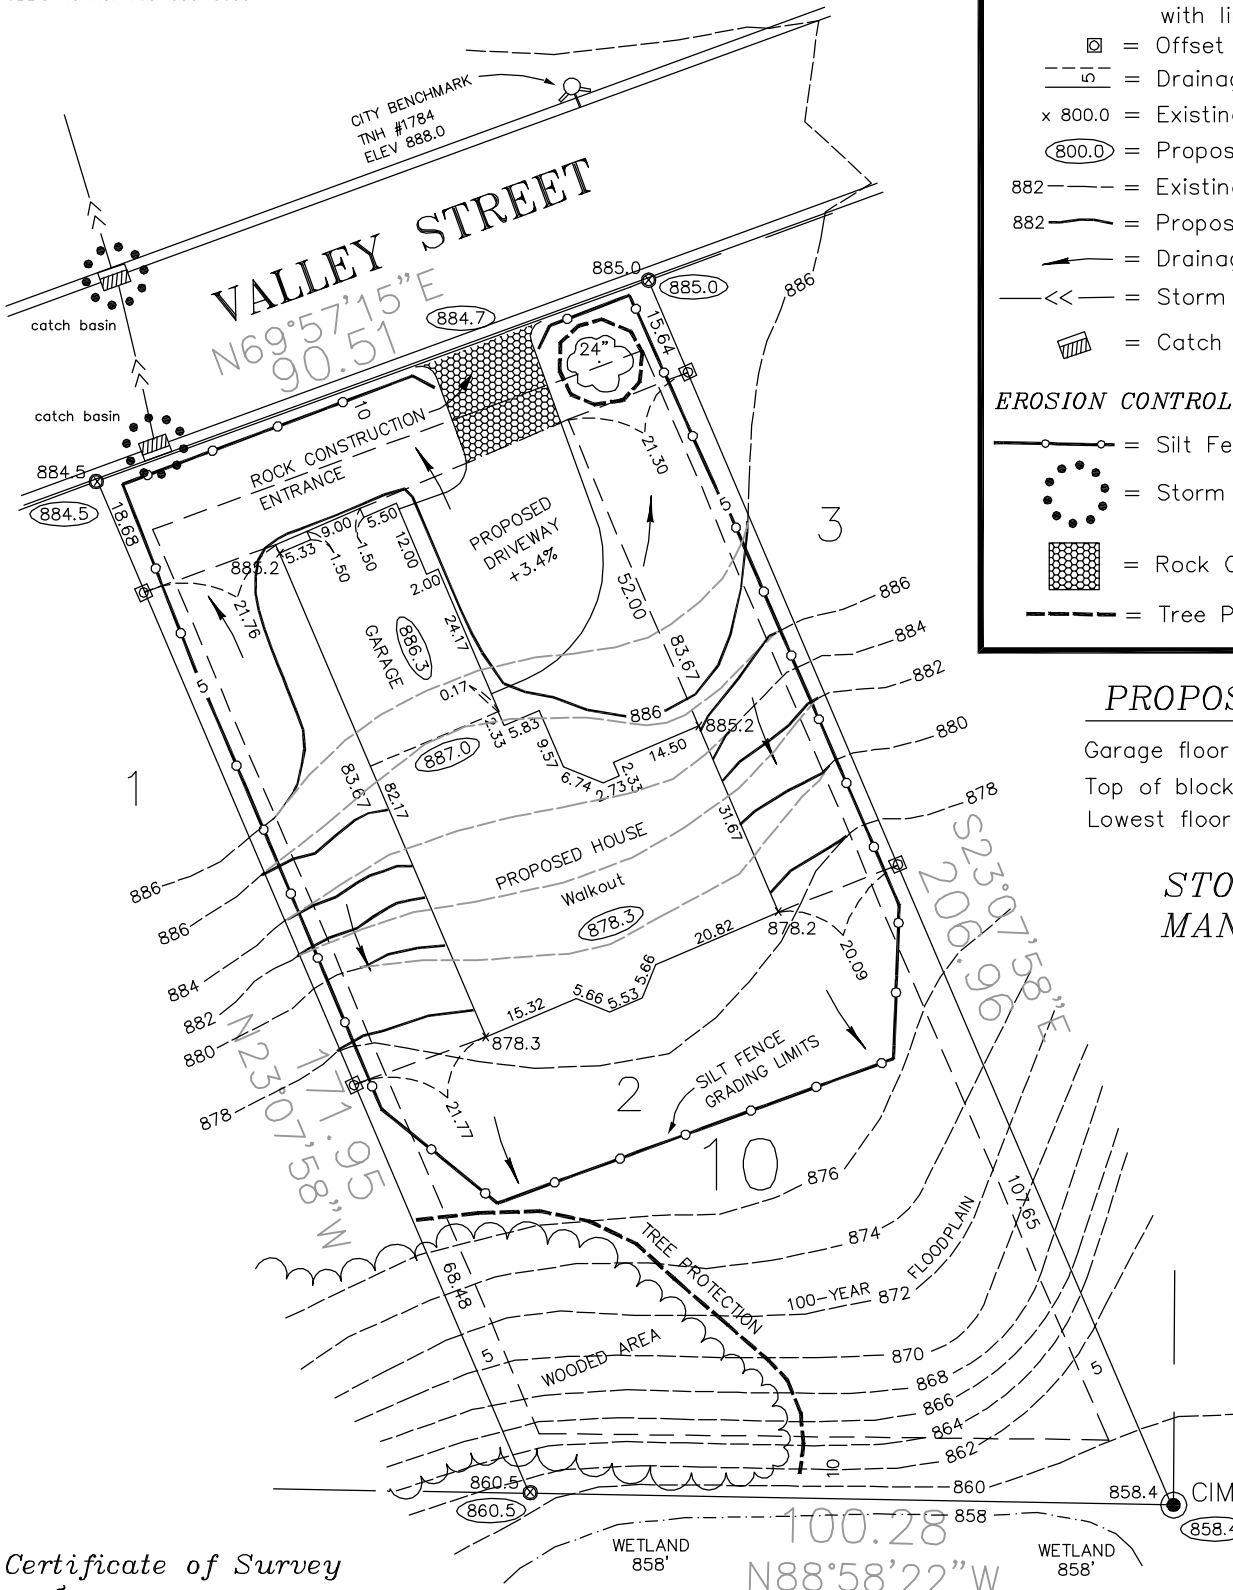 with li
= Offset
5 = Drainag
x 800.0 = Existin
800.0 = Propos
882 = Existin
882 = Propos
= Drainag
<< = Storm
= Catch
EROSION CONTROL
= Silt Fe
= Storm
= Rock C
= Tree P
PROPOS
Garage floor
Top of block
Lowest floor
STO
MAN
CITY BENCHMARK
TNH #1784
ELEV 888.0
VALLEY STREET
N69°57'15"E
90.51
catch basin
catch basin
885.0
885.0
884.7
884.5
884.5
886
15.64
24"
10
ROCK CONSTRUCTION
ENTRANCE
18.68
21.30
5
3
PROPOSED
DRIVEWAY
+3.4%
5.33
9.00
5.50
1.50
1.50
12.00
2.00
885.2
21.76
52.00
24.17
GARAGE
886.3
83.67
5
0.17
2.33
5.83
887.0
9.57
6.74
2.73
2.33
14.50
886
885.2
886
884
882
880
878
1
83.67
82.17
31.67
PROPOSED HOUSE
Walkout
878.3
20.82
878.2
20.09
5.66
5.53
5.66
15.32
878.3
S23°07'58"E
206.96
886
886
884
882
880
878
N23°07'58"W
171.95
21.77
SILT FENCE
GRADING LIMITS
2
10
876
874
100-YEAR 872 FLOODPLAIN
107.65
TREE PROTECTION
68.48
WOODED AREA
5
870
868
866
864
862
860
858
5
10
860.5
860.5
858.4 CIM
858.4
100.28
N88°58'22"W
WETLAND
858'
WETLAND
858'
Certificate of Survey